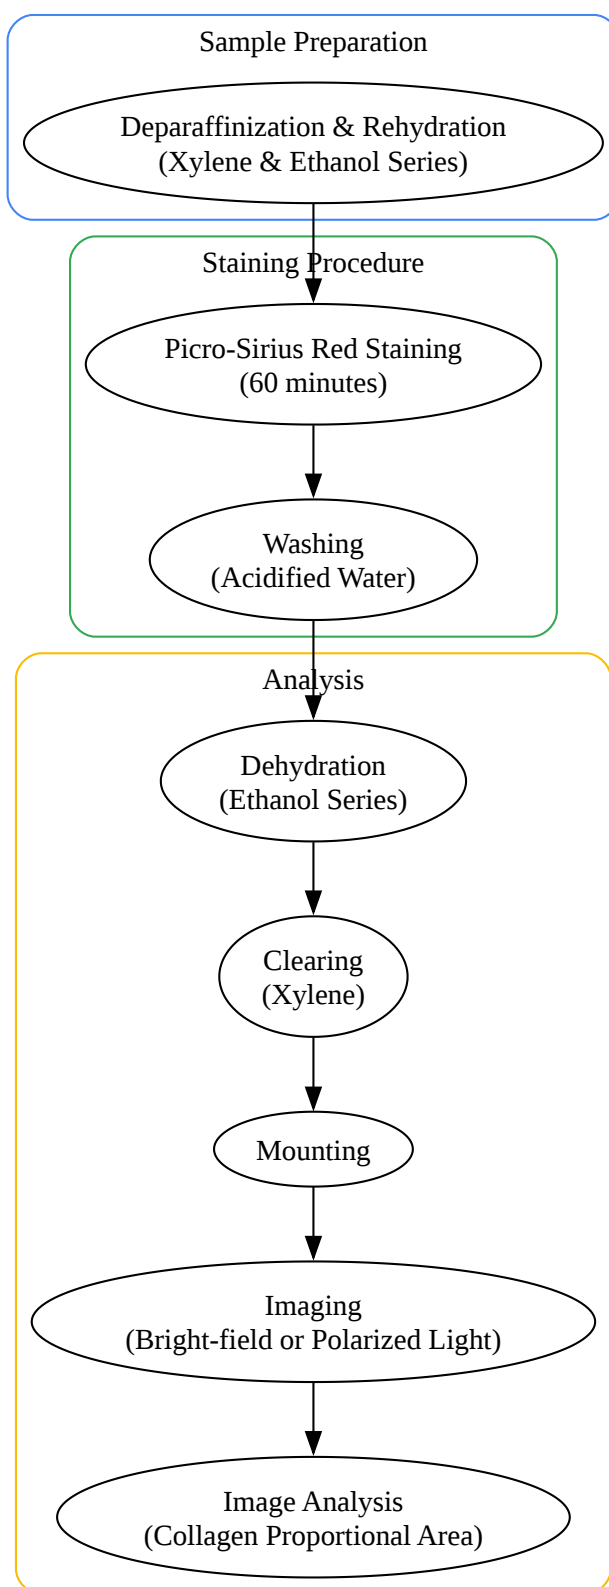 Sample Preparation
Deparaffinization & Rehydration
(Xylene & Ethanol Series)
Staining Procedure
Picro-Sirius Red Staining
(60 minutes)
Washing
(Acidified Water)
Analysis
Dehydration
(Ethanol Series)
Clearing
(Xylene)
Mounting
Imaging
(Bright-field or Polarized Light)
Image Analysis
(Collagen Proportional Area)